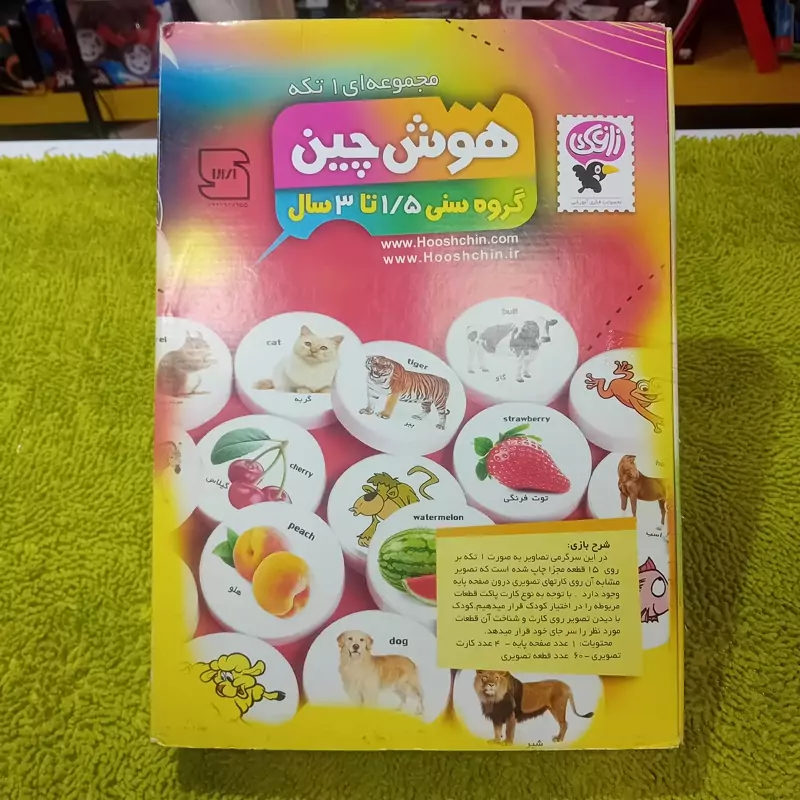 مجموعه‌ای ۱ تکه
هوش چین
گروه سنی ۱/۵ تا ۳ سال
زاغکی
www.Hooshchin.com
www.Hooshchin.ir
bull
گاو
cat
گربه
tiger
ببر
strawberry
توت فرنگی
cherry
گیلاس
watermelon
peach
هلو
dog
شیر
شرح بازی:
در این سرگرمی تصاویر به صورت ۱ تکه بر
روی ۱۵ قطعه مجزا چاپ شده است که تصویر
مشابه آن روی کارتهای تصویری درون صفحه پایه
وجود دارد . با توجه به نوع کارت پاکت قطعات
مربوطه را در اختیار کودک قرار میدهیم.کودک
با دیدن تصویر روی کارت و شناخت آن قطعات
مورد نظر را سر جای خود قرار میدهد.
محتویات: ۱ عدد صفحه پایه - ۴ عدد کارت
تصویری -۶۰ عدد قطعه تصویری